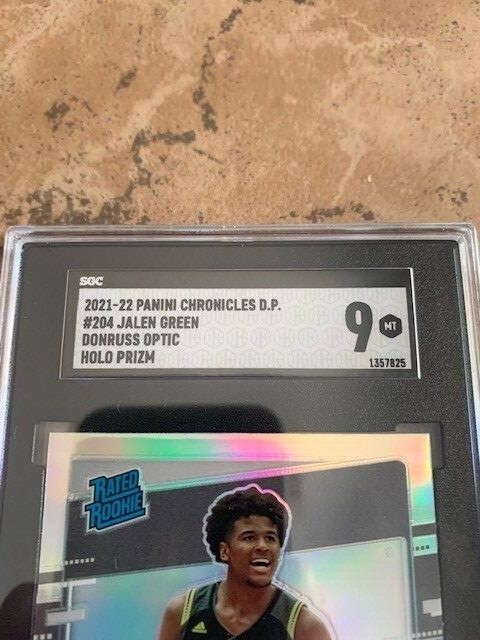 SGC
2021-22 PANINI CHRONICLES D.P.
#204 JALEN GREEN
DONRUSS OPTIC
HOLO PRIZM
9 MT
1357825
RATED
ROOKIE